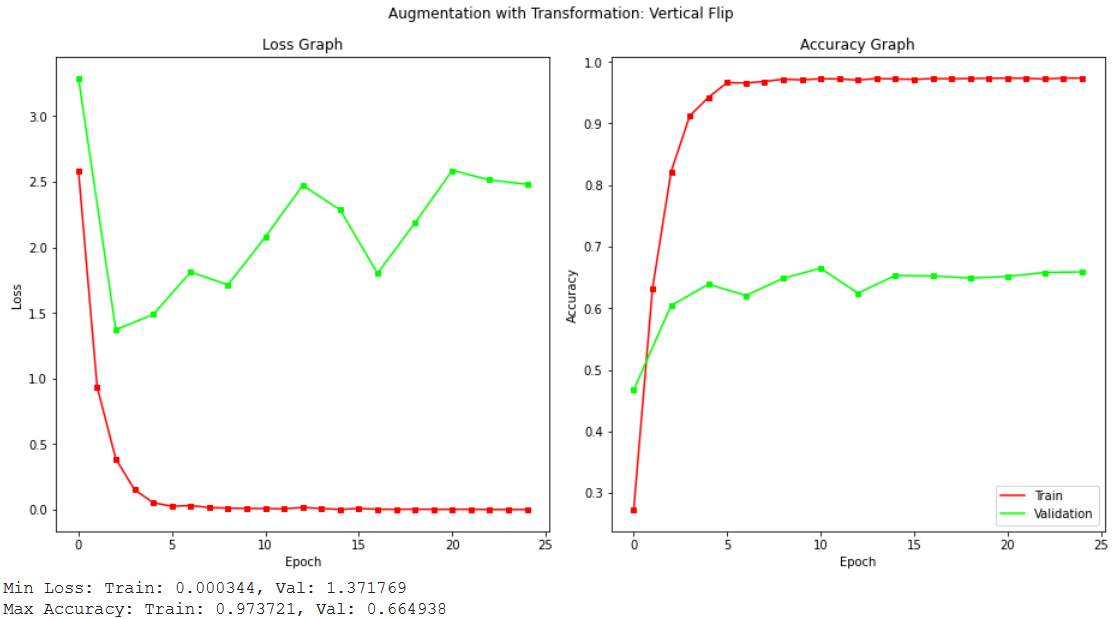 Augmentation with Transformation: Vertical Flip
Loss Graph
3.0
2.5
2.0
1.5
1.0
0.5
0.0
Loss
0 5 10 15 20 25
Epoch
Accuracy Graph
1.0
0.9
0.8
0.7
0.6
0.5
0.4
0.3
Accuracy
Train
Validation
0 5 10 15 20 25
Epoch
Min Loss: Train: 0.000344, Val: 1.371769
Max Accuracy: Train: 0.973721, Val: 0.664938